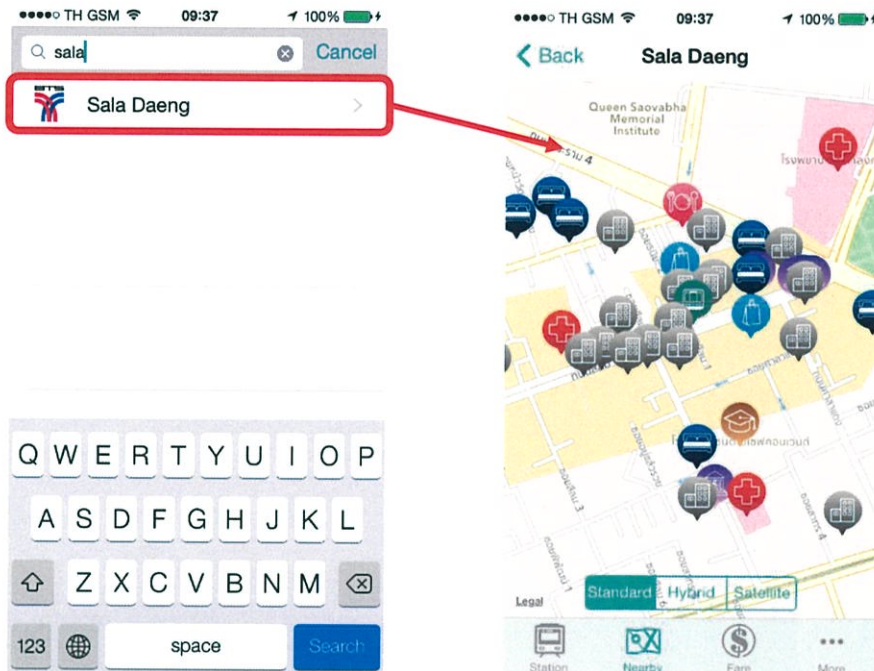 TH GSM 09:37 100%
sala Cancel
BTS
Sala Daeng
Q W E R T Y U I O P
A S D F G H J K L
Z X C V B N M
123 space Search
TH GSM 09:37 100%
Back Sala Daeng
Queen Saovabha
Memorial
Institute
Legal
Standard Hybrid Satellite
Station Nearby Fare More